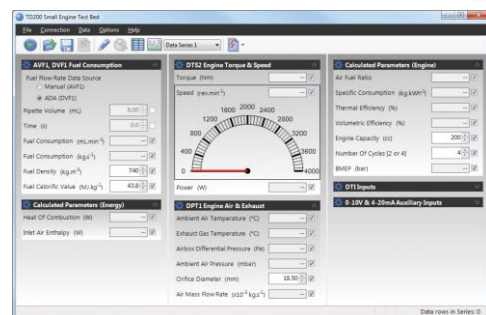 TD200 Small Engine Test Bed
File Connection Data Options Help
Data Series 1
AVF1, DVF1 Fuel Consumption
Fuel Flow-Rate Data Source
Manual (AVF1)
ADA (DVF1)
Pipette Volume (mL) 8.00
Time (s) 0.0
Fuel Consumption (mL.min⁻¹) --
Fuel Consumption (kg.s⁻¹) --
Fuel Density (kg.m⁻³) 740
Fuel Calorific Value (MJ.kg⁻¹) 43.8
Calculated Parameters (Energy)
Heat Of Combustion (W) --
Inlet Air Enthalpy (W) --
DTS2 Engine Torque & Speed
Torque (Nm) --
Speed (rev.min⁻¹) --
0 400 800 1200 1600 2000 2400 2800 3200 3600 4000
Power (W) --
DPT1 Engine Air & Exhaust
Ambient Air Temperature (°C) --
Exhaust Gas Temperature (°C) --
Airbox Differential Pressure (Pa) --
Ambient Air Pressure (mbar) --
Orifice Diameter (mm) 18.50
Air Mass Flow Rate (x10⁻³ kg.s⁻¹) --
Calculated Parameters (Engine)
Air Fuel Ratio --
Specific Consumption (kg.kWh⁻¹) --
Thermal Efficiency (%) --
Volumetric Efficiency (%) --
Engine Capacity (cc) 200
Number Of Cycles [2 or 4] 4
BMEP (bar) --
DTI Inputs
0-10V & 4-20mA Auxiliary Inputs
Data rows in Series: 0